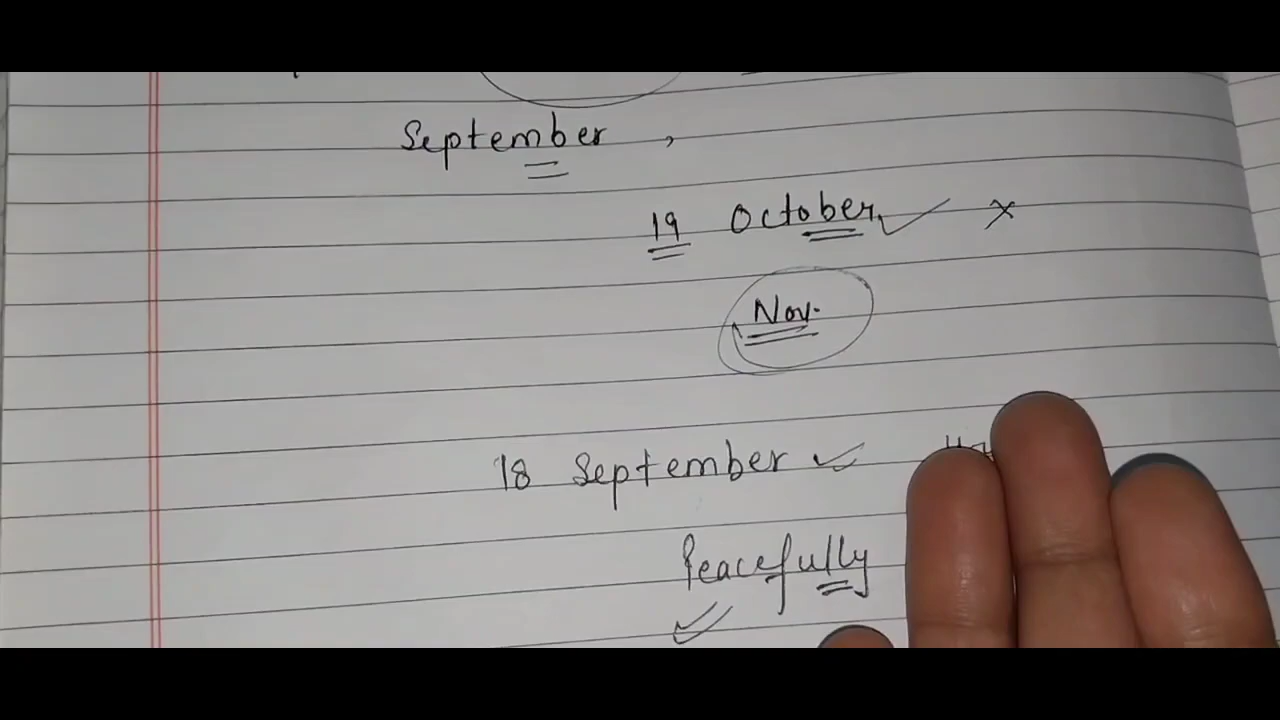 September ,
19 October ✓ ×
Nov.
18 September ✓
Peacefully
✓